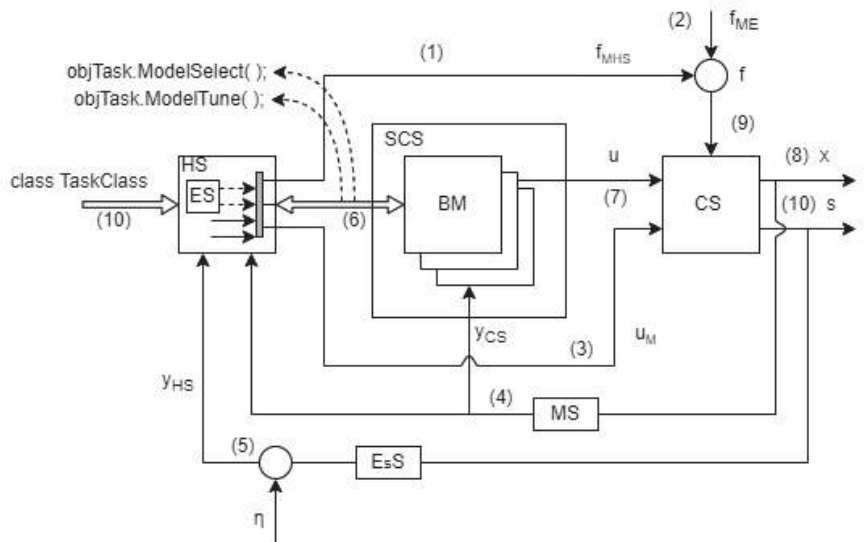 (2)
f_ME
(1)
f_MHS
f
objTask.ModelSelect( );
objTask.ModelTune( );
(9)
SCS
HS
u
(8) x
class TaskClass
ES
BM
CS
(10)
(6)
(7)
(10) s
y_CS
(3)
u_M
y_HS
(4)
MS
(5)
EsS
η